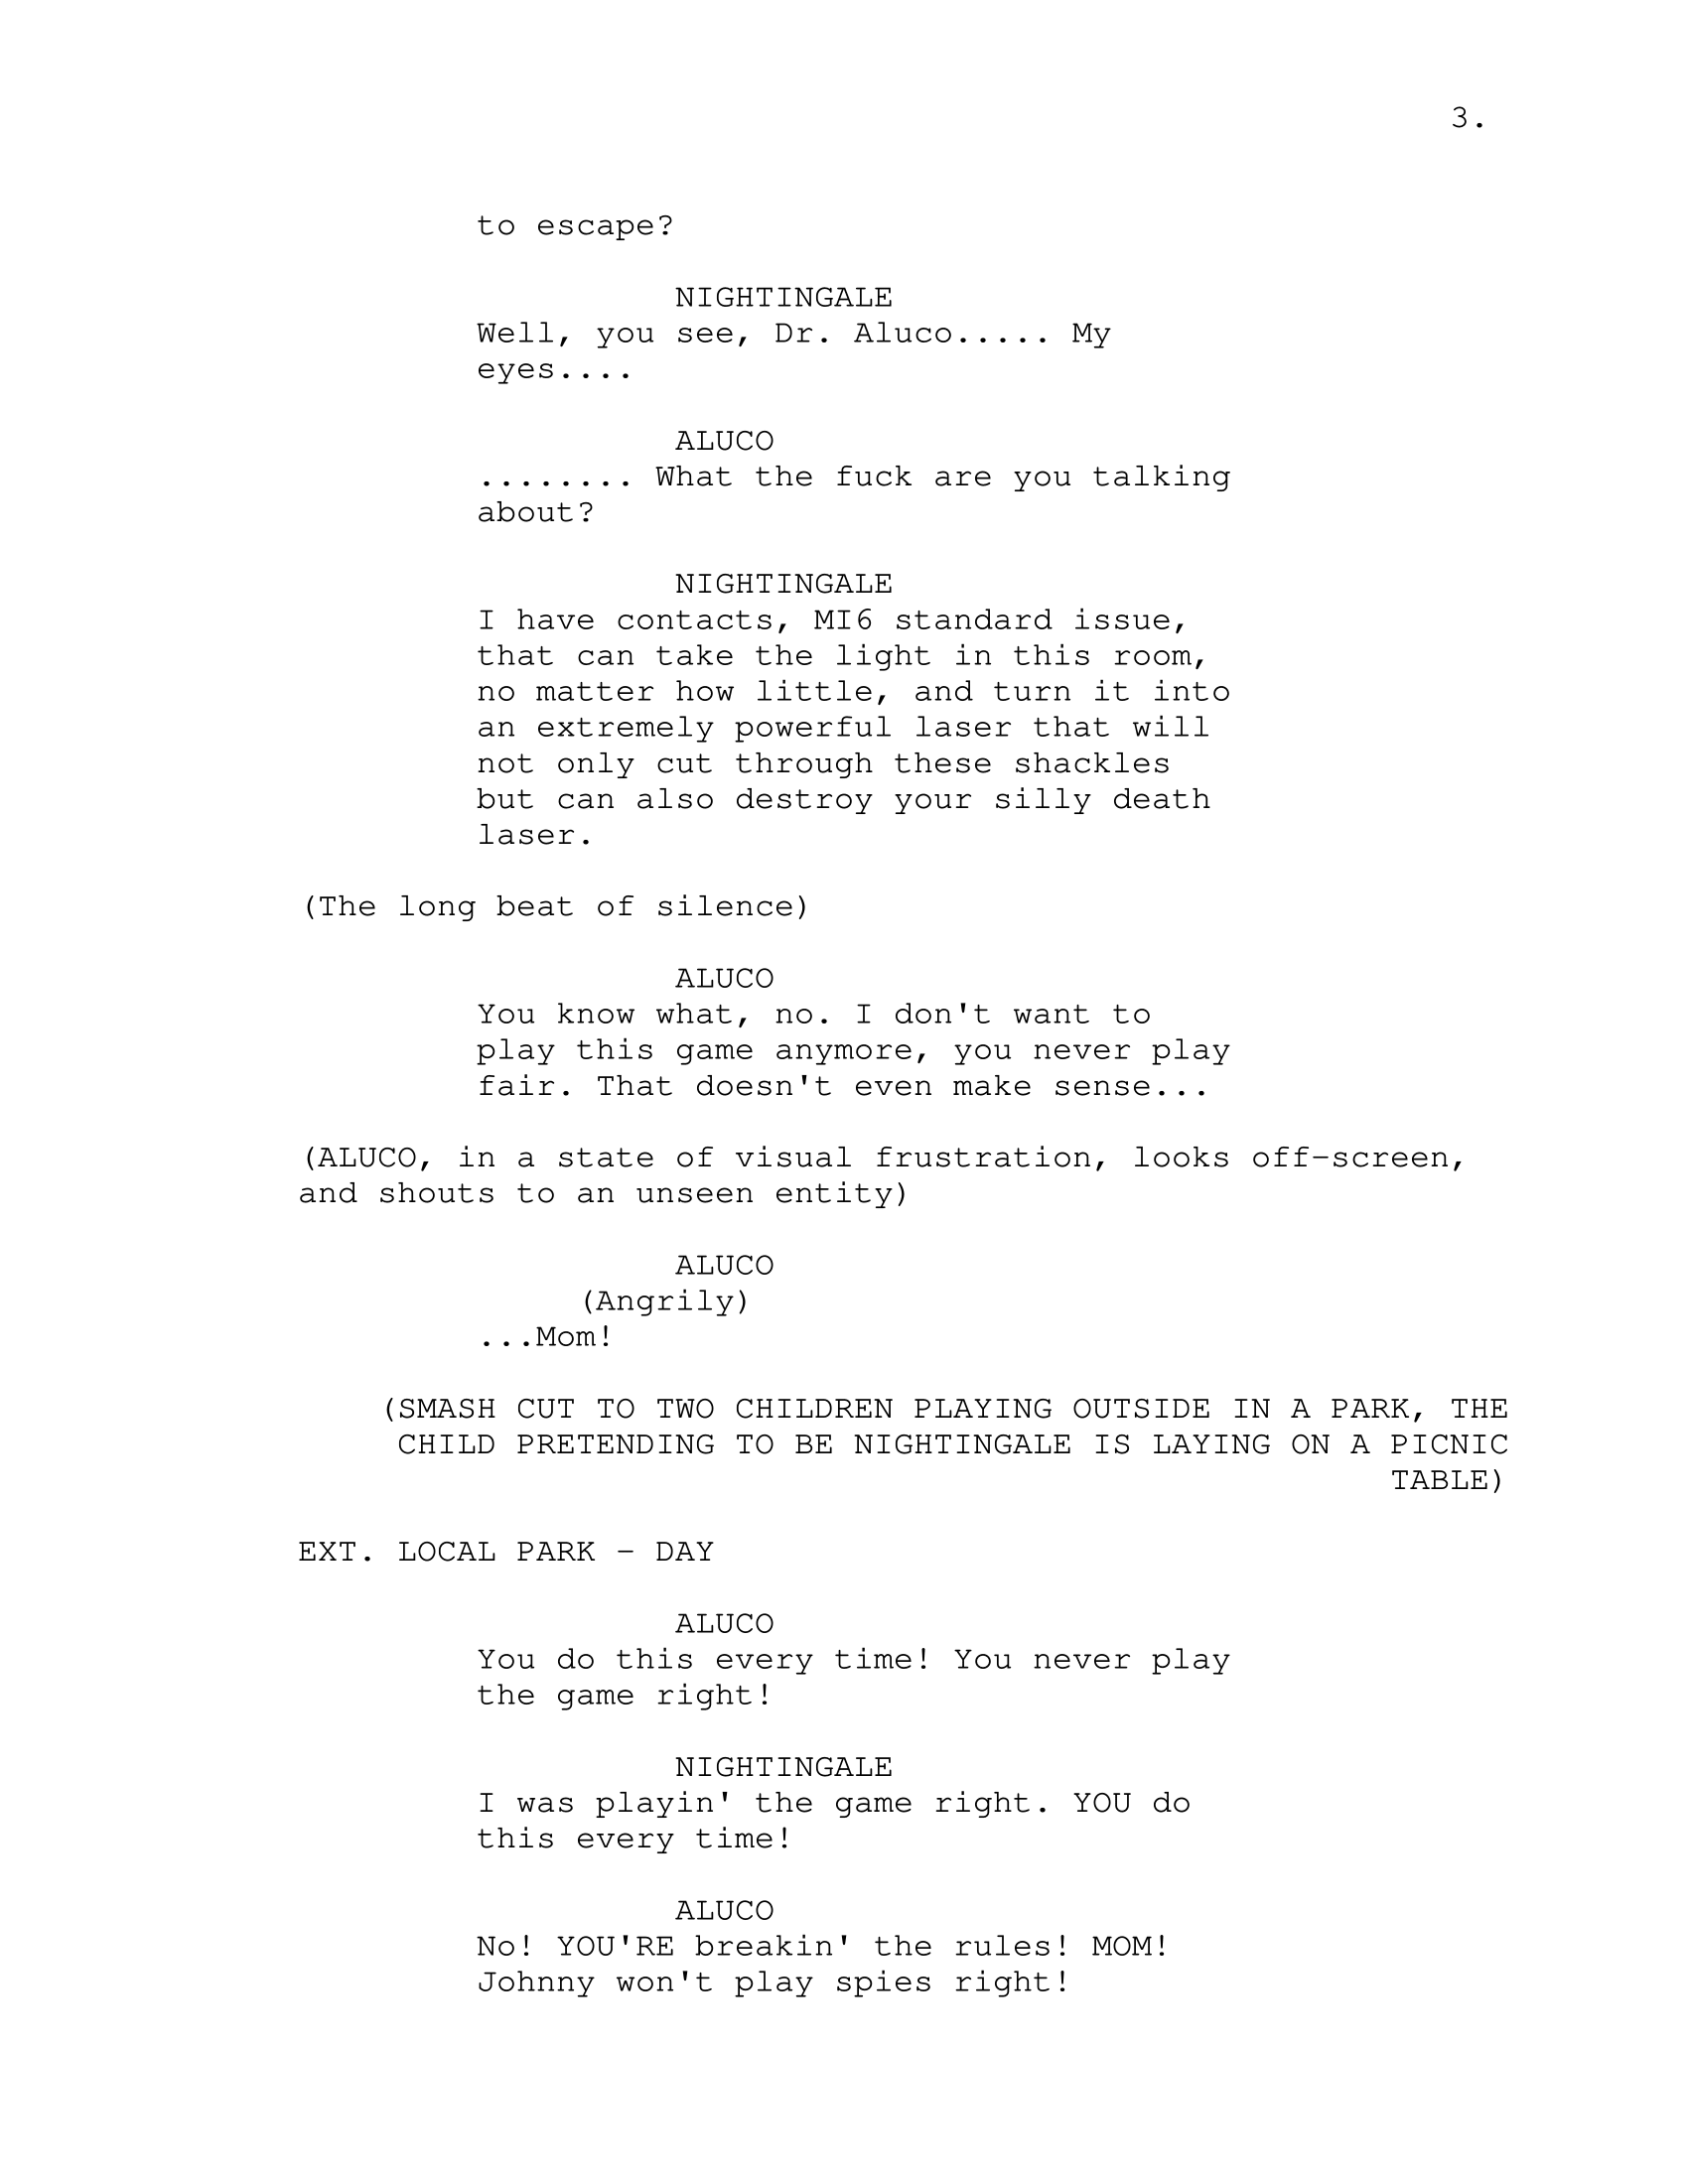 3.
to escape?
NIGHTINGALE
Well, you see, Dr. Aluco..... My
eyes....
ALUCO
........ What the fuck are you talking
about?
NIGHTINGALE
I have contacts, MI6 standard issue,
that can take the light in this room,
no matter how little, and turn it into
an extremely powerful laser that will
not only cut through these shackles
but can also destroy your silly death
laser.
(The long beat of silence)
ALUCO
You know what, no. I don't want to
play this game anymore, you never play
fair. That doesn't even make sense...
(ALUCO, in a state of visual frustration, looks off-screen,
and shouts to an unseen entity)
ALUCO
(Angrily)
...Mom!
(SMASH CUT TO TWO CHILDREN PLAYING OUTSIDE IN A PARK, THE
CHILD PRETENDING TO BE NIGHTINGALE IS LAYING ON A PICNIC
TABLE)
EXT. LOCAL PARK - DAY
ALUCO
You do this every time! You never play
the game right!
NIGHTINGALE
I was playin' the game right. YOU do
this every time!
ALUCO
No! YOU'RE breakin' the rules! MOM!
Johnny won't play spies right!